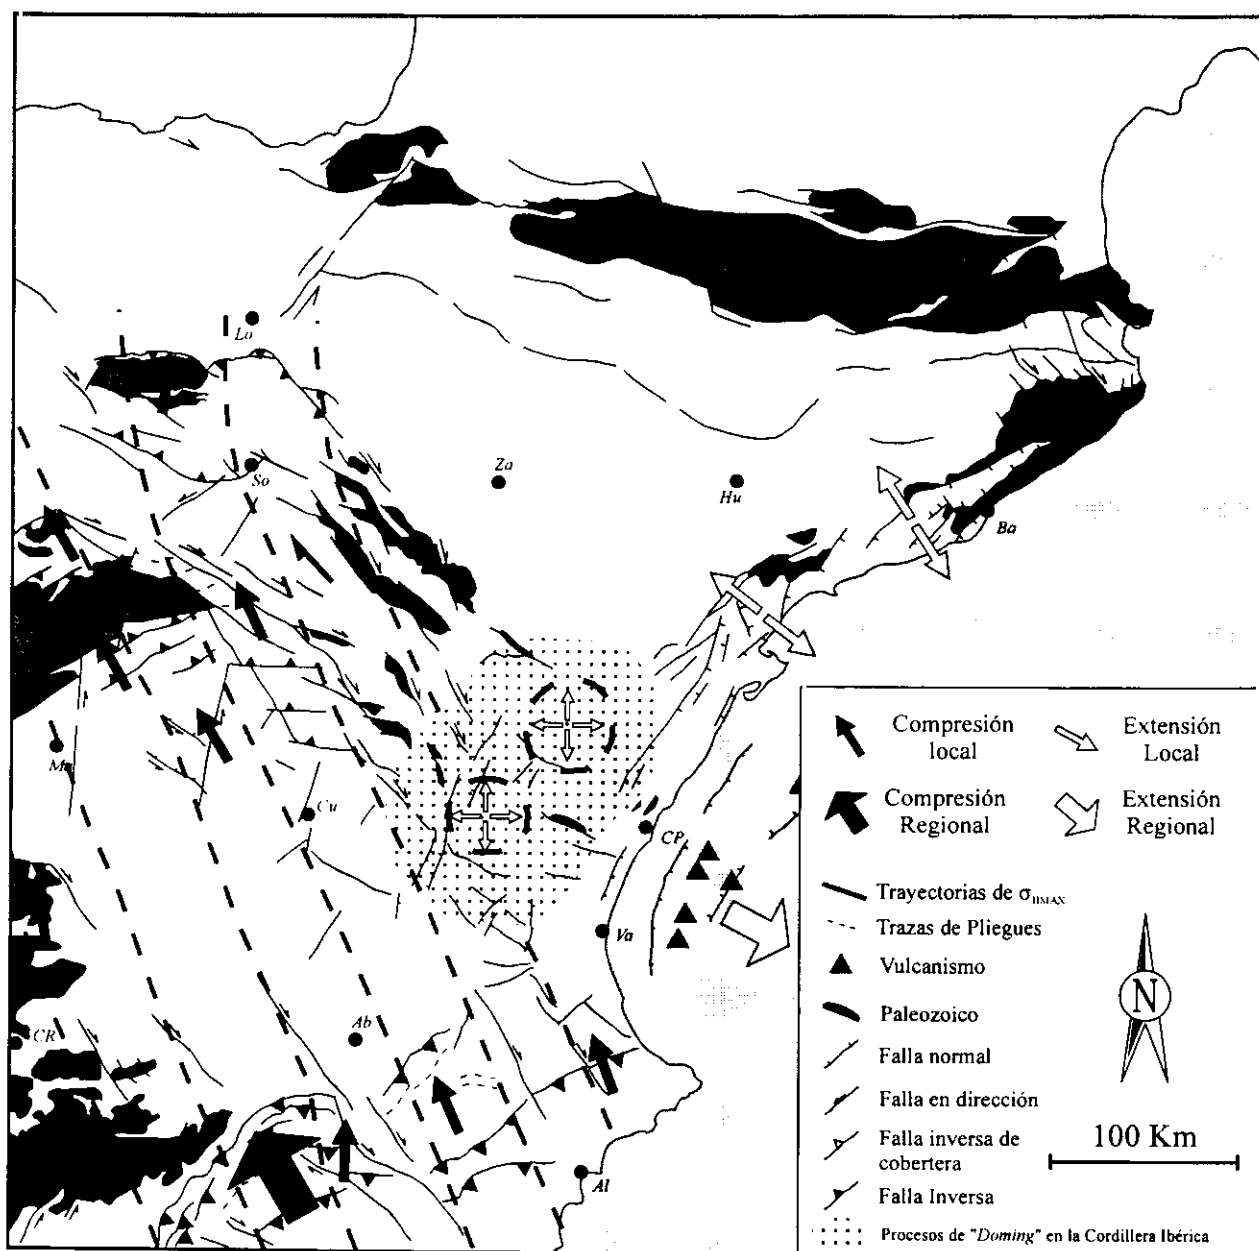 Lo
So
Za
Hu
Ba
Cu
CP
Va
CR
Ab
Al
Compresión
local
Extensión
Local
Compresión
Regional
Extensión
Regional
Trayectorias de σHMAX
Trazas de Pliegues
Vulcanismo
Paleozoico
Falla normal
Falla en dirección
Falla inversa de
cobertera
Falla Inversa
Procesos de "Doming" en la Cordillera Ibérica
N
100 Km